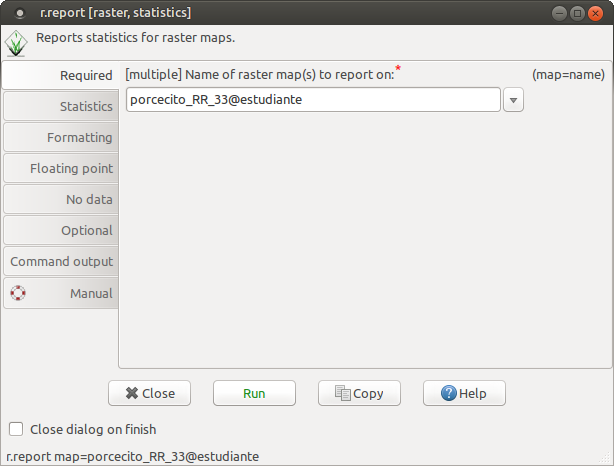 r.report [raster, statistics]
Reports statistics for raster maps.
Required
[multiple] Name of raster map(s) to report on:* (map=name)
porcecito_RR_33@estudiante
Statistics
Formatting
Floating point
No data
Optional
Command output
Manual
Close Run Copy Help
Close dialog on finish
r.report map=porcecito_RR_33@estudiante